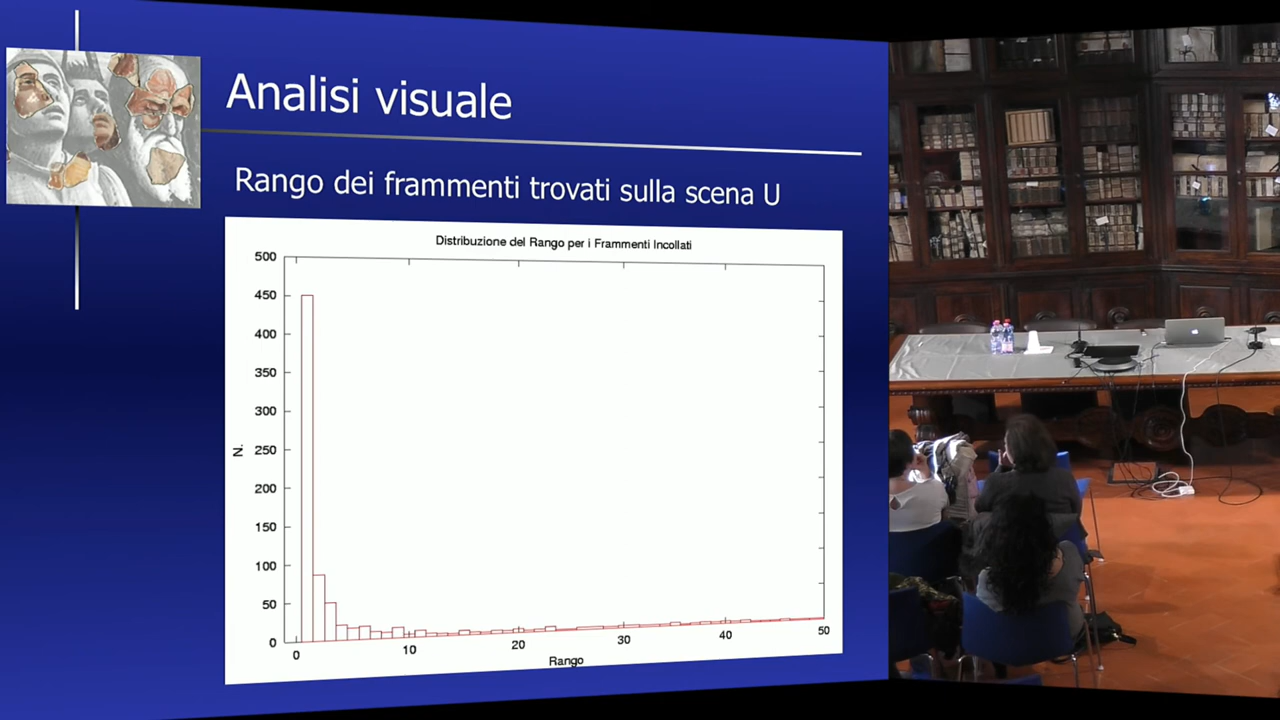 Analisi visuale
Rango dei frammenti trovati sulla scena U
Distribuzione del Rango per i Frammenti Incollati
500
450
400
350
300
250
200
150
100
50
0
N.
0 10 20 30 40 50
Rango